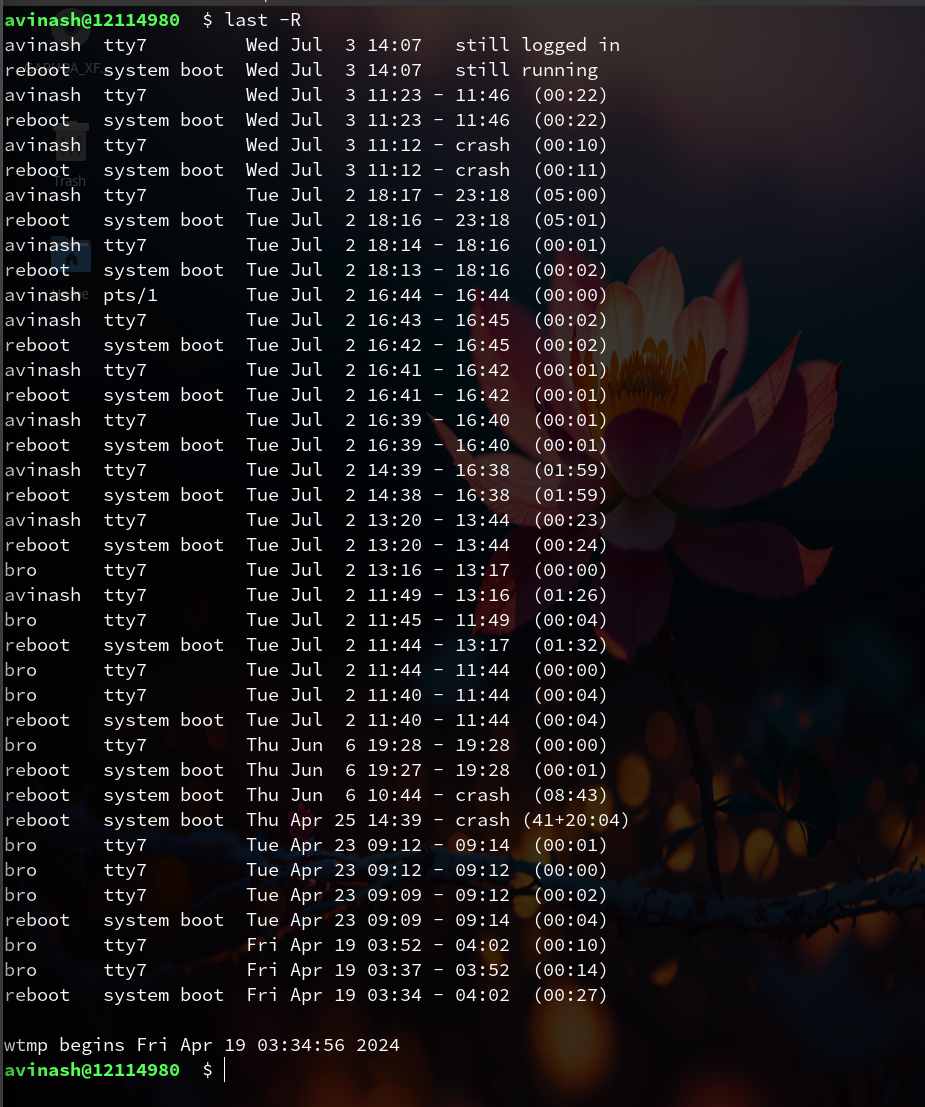 avinash@12114980  $ last -R
avinash  tty7         Wed Jul  3 14:07   still logged in
reboot   system boot  Wed Jul  3 14:07   still running
avinash  tty7         Wed Jul  3 11:23 - 11:46  (00:22)
reboot   system boot  Wed Jul  3 11:23 - 11:46  (00:22)
avinash  tty7         Wed Jul  3 11:12 - crash  (00:10)
reboot   system boot  Wed Jul  3 11:12 - crash  (00:11)
avinash  tty7         Tue Jul  2 18:17 - 23:18  (05:00)
reboot   system boot  Tue Jul  2 18:16 - 23:18  (05:01)
avinash  tty7         Tue Jul  2 18:14 - 18:16  (00:01)
reboot   system boot  Tue Jul  2 18:13 - 18:16  (00:02)
avinash  pts/1        Tue Jul  2 16:44 - 16:44  (00:00)
avinash  tty7         Tue Jul  2 16:43 - 16:45  (00:02)
reboot   system boot  Tue Jul  2 16:42 - 16:45  (00:02)
avinash  tty7         Tue Jul  2 16:41 - 16:42  (00:01)
reboot   system boot  Tue Jul  2 16:41 - 16:42  (00:01)
avinash  tty7         Tue Jul  2 16:39 - 16:40  (00:01)
reboot   system boot  Tue Jul  2 16:39 - 16:40  (00:01)
avinash  tty7         Tue Jul  2 14:39 - 16:38  (01:59)
reboot   system boot  Tue Jul  2 14:38 - 16:38  (01:59)
avinash  tty7         Tue Jul  2 13:20 - 13:44  (00:23)
reboot   system boot  Tue Jul  2 13:20 - 13:44  (00:24)
bro      tty7         Tue Jul  2 13:16 - 13:17  (00:00)
avinash  tty7         Tue Jul  2 11:49 - 13:16  (01:26)
bro      tty7         Tue Jul  2 11:45 - 11:49  (00:04)
reboot   system boot  Tue Jul  2 11:44 - 13:17  (01:32)
bro      tty7         Tue Jul  2 11:44 - 11:44  (00:00)
bro      tty7         Tue Jul  2 11:40 - 11:44  (00:04)
reboot   system boot  Tue Jul  2 11:40 - 11:44  (00:04)
bro      tty7         Thu Jun  6 19:28 - 19:28  (00:00)
reboot   system boot  Thu Jun  6 19:27 - 19:28  (00:01)
reboot   system boot  Thu Jun  6 10:44 - crash  (08:43)
reboot   system boot  Thu Apr 25 14:39 - crash (41+20:04)
bro      tty7         Tue Apr 23 09:12 - 09:14  (00:01)
bro      tty7         Tue Apr 23 09:12 - 09:12  (00:00)
bro      tty7         Tue Apr 23 09:09 - 09:12  (00:02)
reboot   system boot  Tue Apr 23 09:09 - 09:14  (00:04)
bro      tty7         Fri Apr 19 03:52 - 04:02  (00:10)
bro      tty7         Fri Apr 19 03:37 - 03:52  (00:14)
reboot   system boot  Fri Apr 19 03:34 - 04:02  (00:27)
wtmp begins Fri Apr 19 03:34:56 2024
avinash@12114980  $
Trash